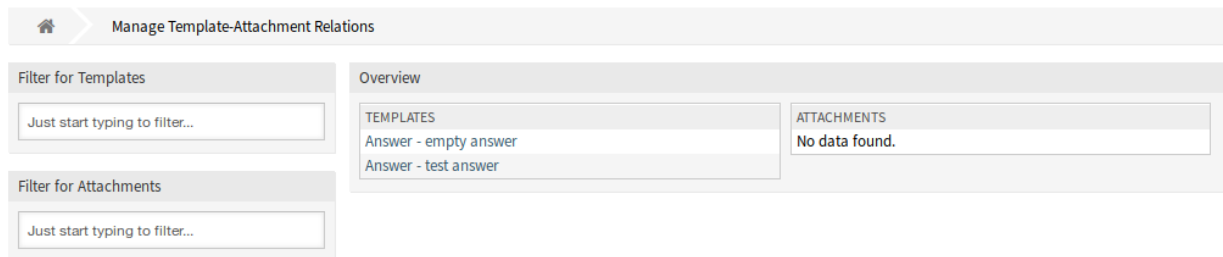 Manage Template-Attachment Relations
Filter for Templates
Just start typing to filter...
Filter for Attachments
Just start typing to filter...
Overview
TEMPLATES
Answer - empty answer
Answer - test answer
ATTACHMENTS
No data found.